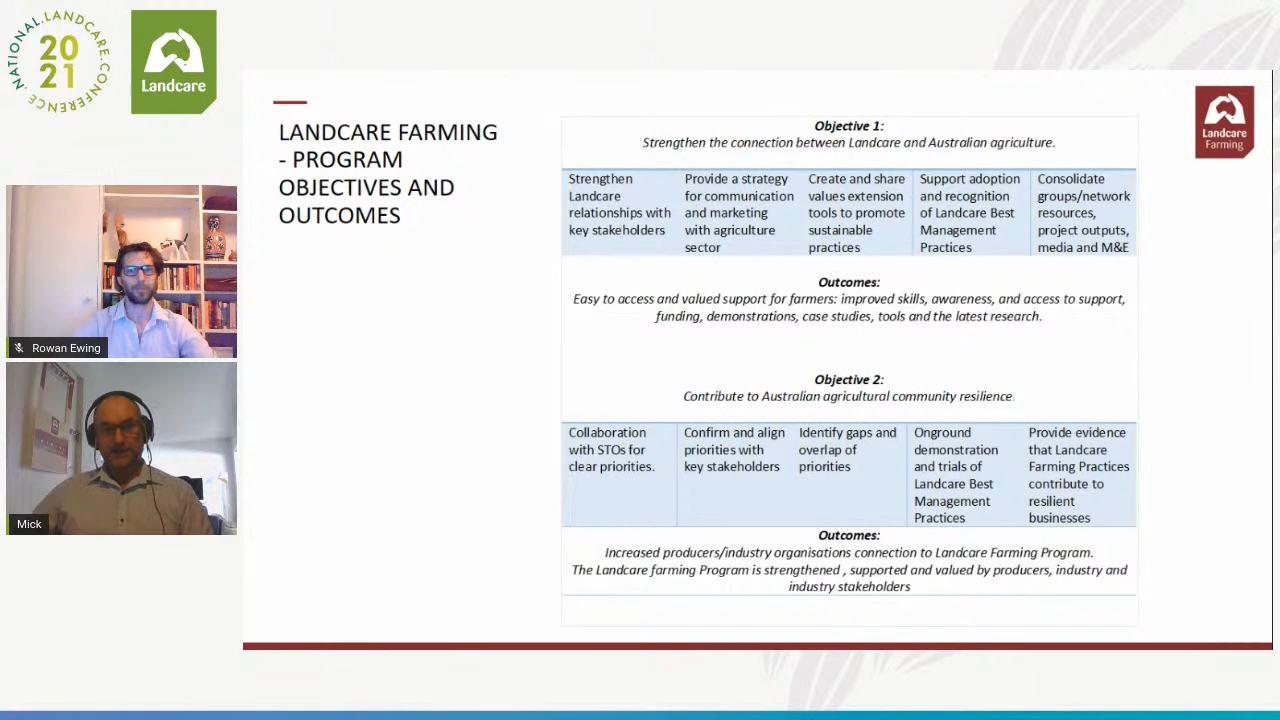 NATIONAL.LANDCARE.CONFERENCE.
20
21
Landcare
Rowan Ewing
Mick
LANDCARE FARMING
- PROGRAM
OBJECTIVES AND
OUTCOMES
Landcare
Farming
Objective 1:
Strengthen the connection between Landcare and Australian agriculture.
Strengthen
Landcare
relationships with
key stakeholders
Provide a strategy
for communication
and marketing
with agriculture
sector
Create and share
values extension
tools to promote
sustainable
practices
Support adoption
and recognition
of Landcare Best
Management
Practices
Consolidate
groups/network
resources,
project outputs,
media and M&E
Outcomes:
Easy to access and valued support for farmers: improved skills, awareness, and access to support,
funding, demonstrations, case studies, tools and the latest research.
Objective 2:
Contribute to Australian agricultural community resilience.
Collaboration
with STOs for
clear priorities.
Confirm and align
priorities with
key stakeholders
Identify gaps and
overlap of
priorities
Onground
demonstration
and trials of
Landcare Best
Management
Practices
Provide evidence
that Landcare
Farming Practices
contribute to
resilient
businesses
Outcomes:
Increased producers/industry organisations connection to Landcare Farming Program.
The Landcare farming Program is strengthened , supported and valued by producers, industry and
industry stakeholders